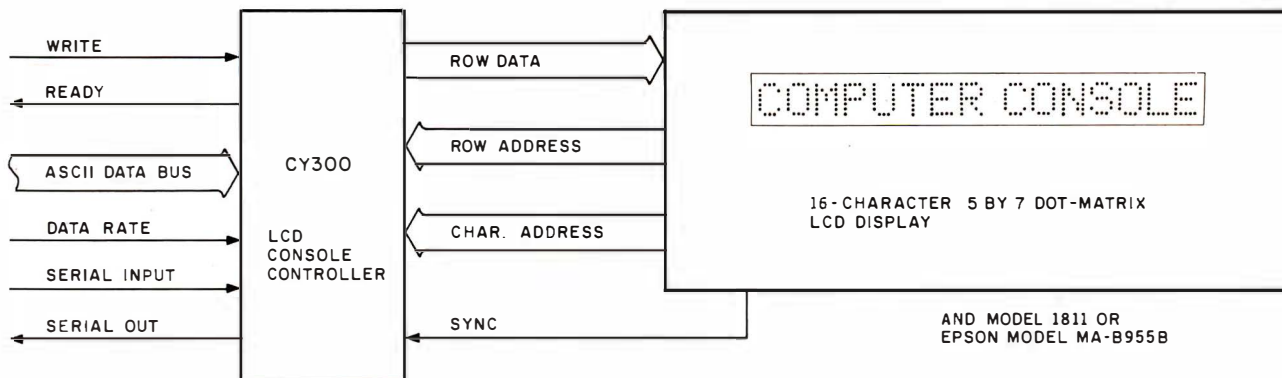 WRITE
READY
ASCII DATA BUS
DATA RATE
SERIAL INPUT
SERIAL OUT
CY300
LCD
CONSOLE
CONTROLLER
ROW DATA
ROW ADDRESS
CHAR. ADDRESS
SYNC
COMPUTER CONSOLE
16-CHARACTER 5 BY 7 DOT-MATRIX
LCD DISPLAY
AND MODEL 1811 OR
EPSON MODEL MA-B955B